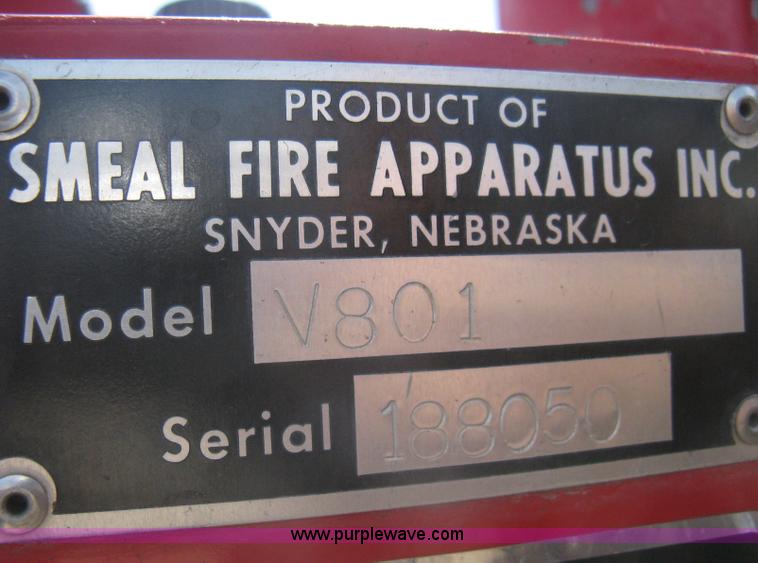 PRODUCT OF
SMEAL FIRE APPARATUS INC.
SNYDER, NEBRASKA
Model V801
Serial 188050
www.purplewave.com